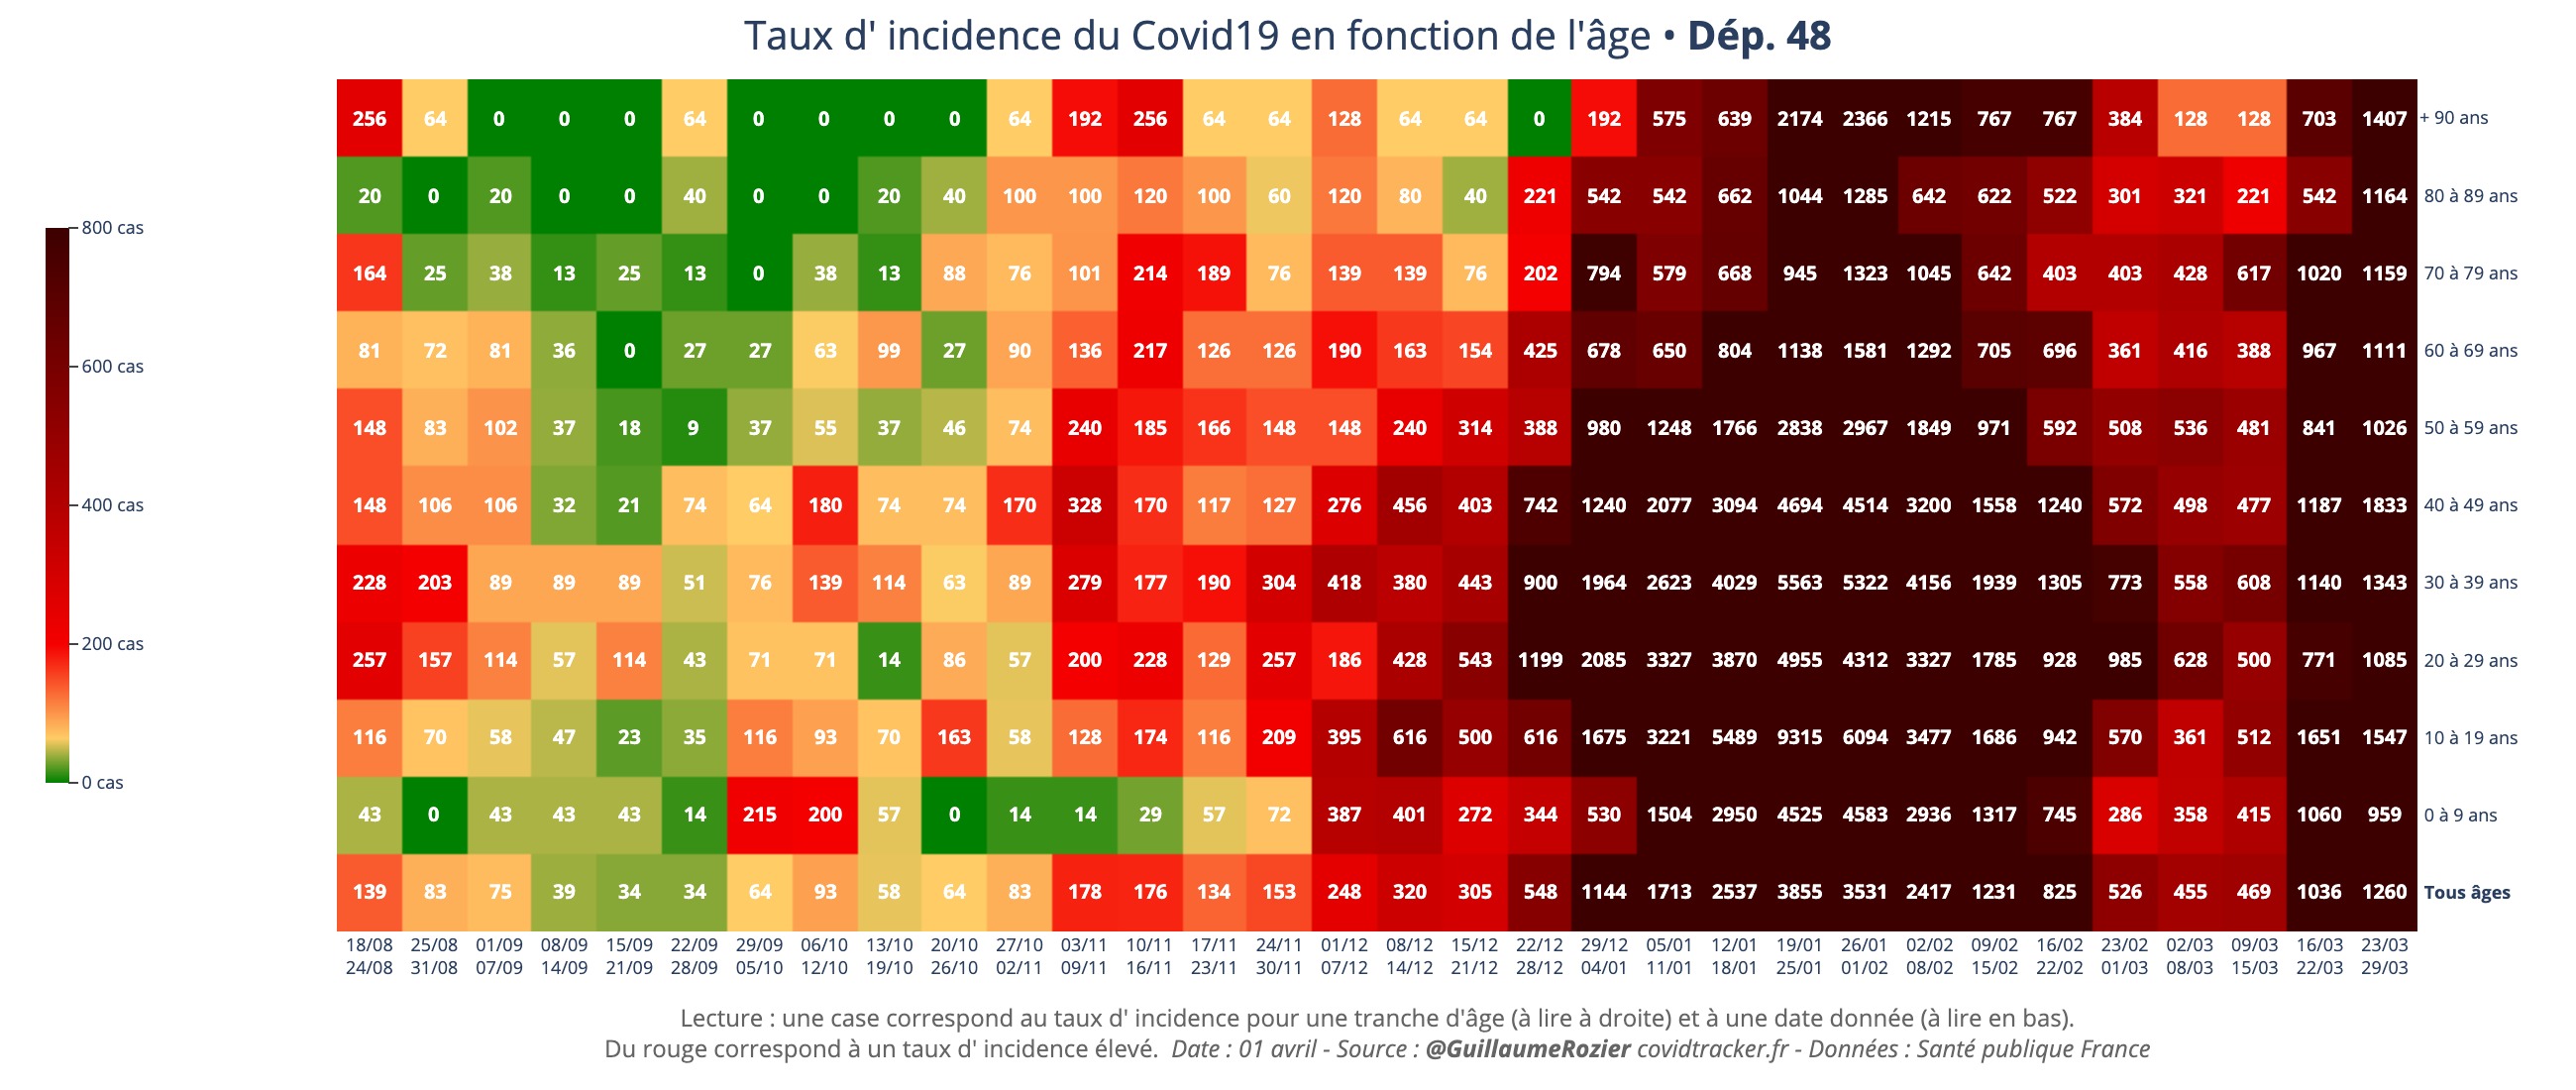 Taux d' incidence du Covid19 en fonction de l'âge • Dép. 48
800 cas
600 cas
400 cas
200 cas
0 cas
256 64 0 0 0 64 0 0 0 0 64 192 256 64 64 128 64 64 0 192 575 639 2174 2366 1215 767 767 384 128 128 703 1407 + 90 ans
20 0 20 0 0 40 0 0 20 40 100 100 120 100 60 120 80 40 221 542 542 662 1044 1285 642 622 522 301 321 221 542 1164 80 à 89 ans
164 25 38 13 25 13 0 38 13 88 76 101 214 189 76 139 139 76 202 794 579 668 945 1323 1045 642 403 403 428 617 1020 1159 70 à 79 ans
81 72 81 36 0 27 27 63 99 27 90 136 217 126 126 190 163 154 425 678 650 804 1138 1581 1292 705 696 361 416 388 967 1111 60 à 69 ans
148 83 102 37 18 9 37 55 37 46 74 240 185 166 148 148 240 314 388 980 1248 1766 2838 2967 1849 971 592 508 536 481 841 1026 50 à 59 ans
148 106 106 32 21 74 64 180 74 74 170 328 170 117 127 276 456 403 742 1240 2077 3094 4694 4514 3200 1558 1240 572 498 477 1187 1833 40 à 49 ans
228 203 89 89 89 51 76 139 114 63 89 279 177 190 304 418 380 443 900 1964 2623 4029 5563 5322 4156 1939 1305 773 558 608 1140 1343 30 à 39 ans
257 157 114 57 114 43 71 71 14 86 57 200 228 129 257 186 428 543 1199 2085 3327 3870 4955 4312 3327 1785 928 985 628 500 771 1085 20 à 29 ans
116 70 58 47 23 35 116 93 70 163 58 128 174 116 209 395 616 500 616 1675 3221 5489 9315 6094 3477 1686 942 570 361 512 1651 1547 10 à 19 ans
43 0 43 43 43 14 215 200 57 0 14 14 29 57 72 387 401 272 344 530 1504 2950 4525 4583 2936 1317 745 286 358 415 1060 959 0 à 9 ans
139 83 75 39 34 34 64 93 58 64 83 178 176 134 153 248 320 305 548 1144 1713 2537 3855 3531 2417 1231 825 526 455 469 1036 1260 Tous âges
18/08 25/08 01/09 08/09 15/09 22/09 29/09 06/10 13/10 20/10 27/10 03/11 10/11 17/11 24/11 01/12 08/12 15/12 22/12 29/12 05/01 12/01 19/01 26/01 02/02 09/02 16/02 23/02 02/03 09/03 16/03 23/03
24/08 31/08 07/09 14/09 21/09 28/09 05/10 12/10 19/10 26/10 02/11 09/11 16/11 23/11 30/11 07/12 14/12 21/12 28/12 04/01 11/01 18/01 25/01 01/02 08/02 15/02 22/02 01/03 08/03 15/03 22/03 29/03
Lecture : une case correspond au taux d' incidence pour une tranche d'âge (à lire à droite) et à une date donnée (à lire en bas).
Du rouge correspond à un taux d' incidence élevé. Date : 01 avril - Source : @GuillaumeRozier covidtracker.fr - Données : Santé publique France